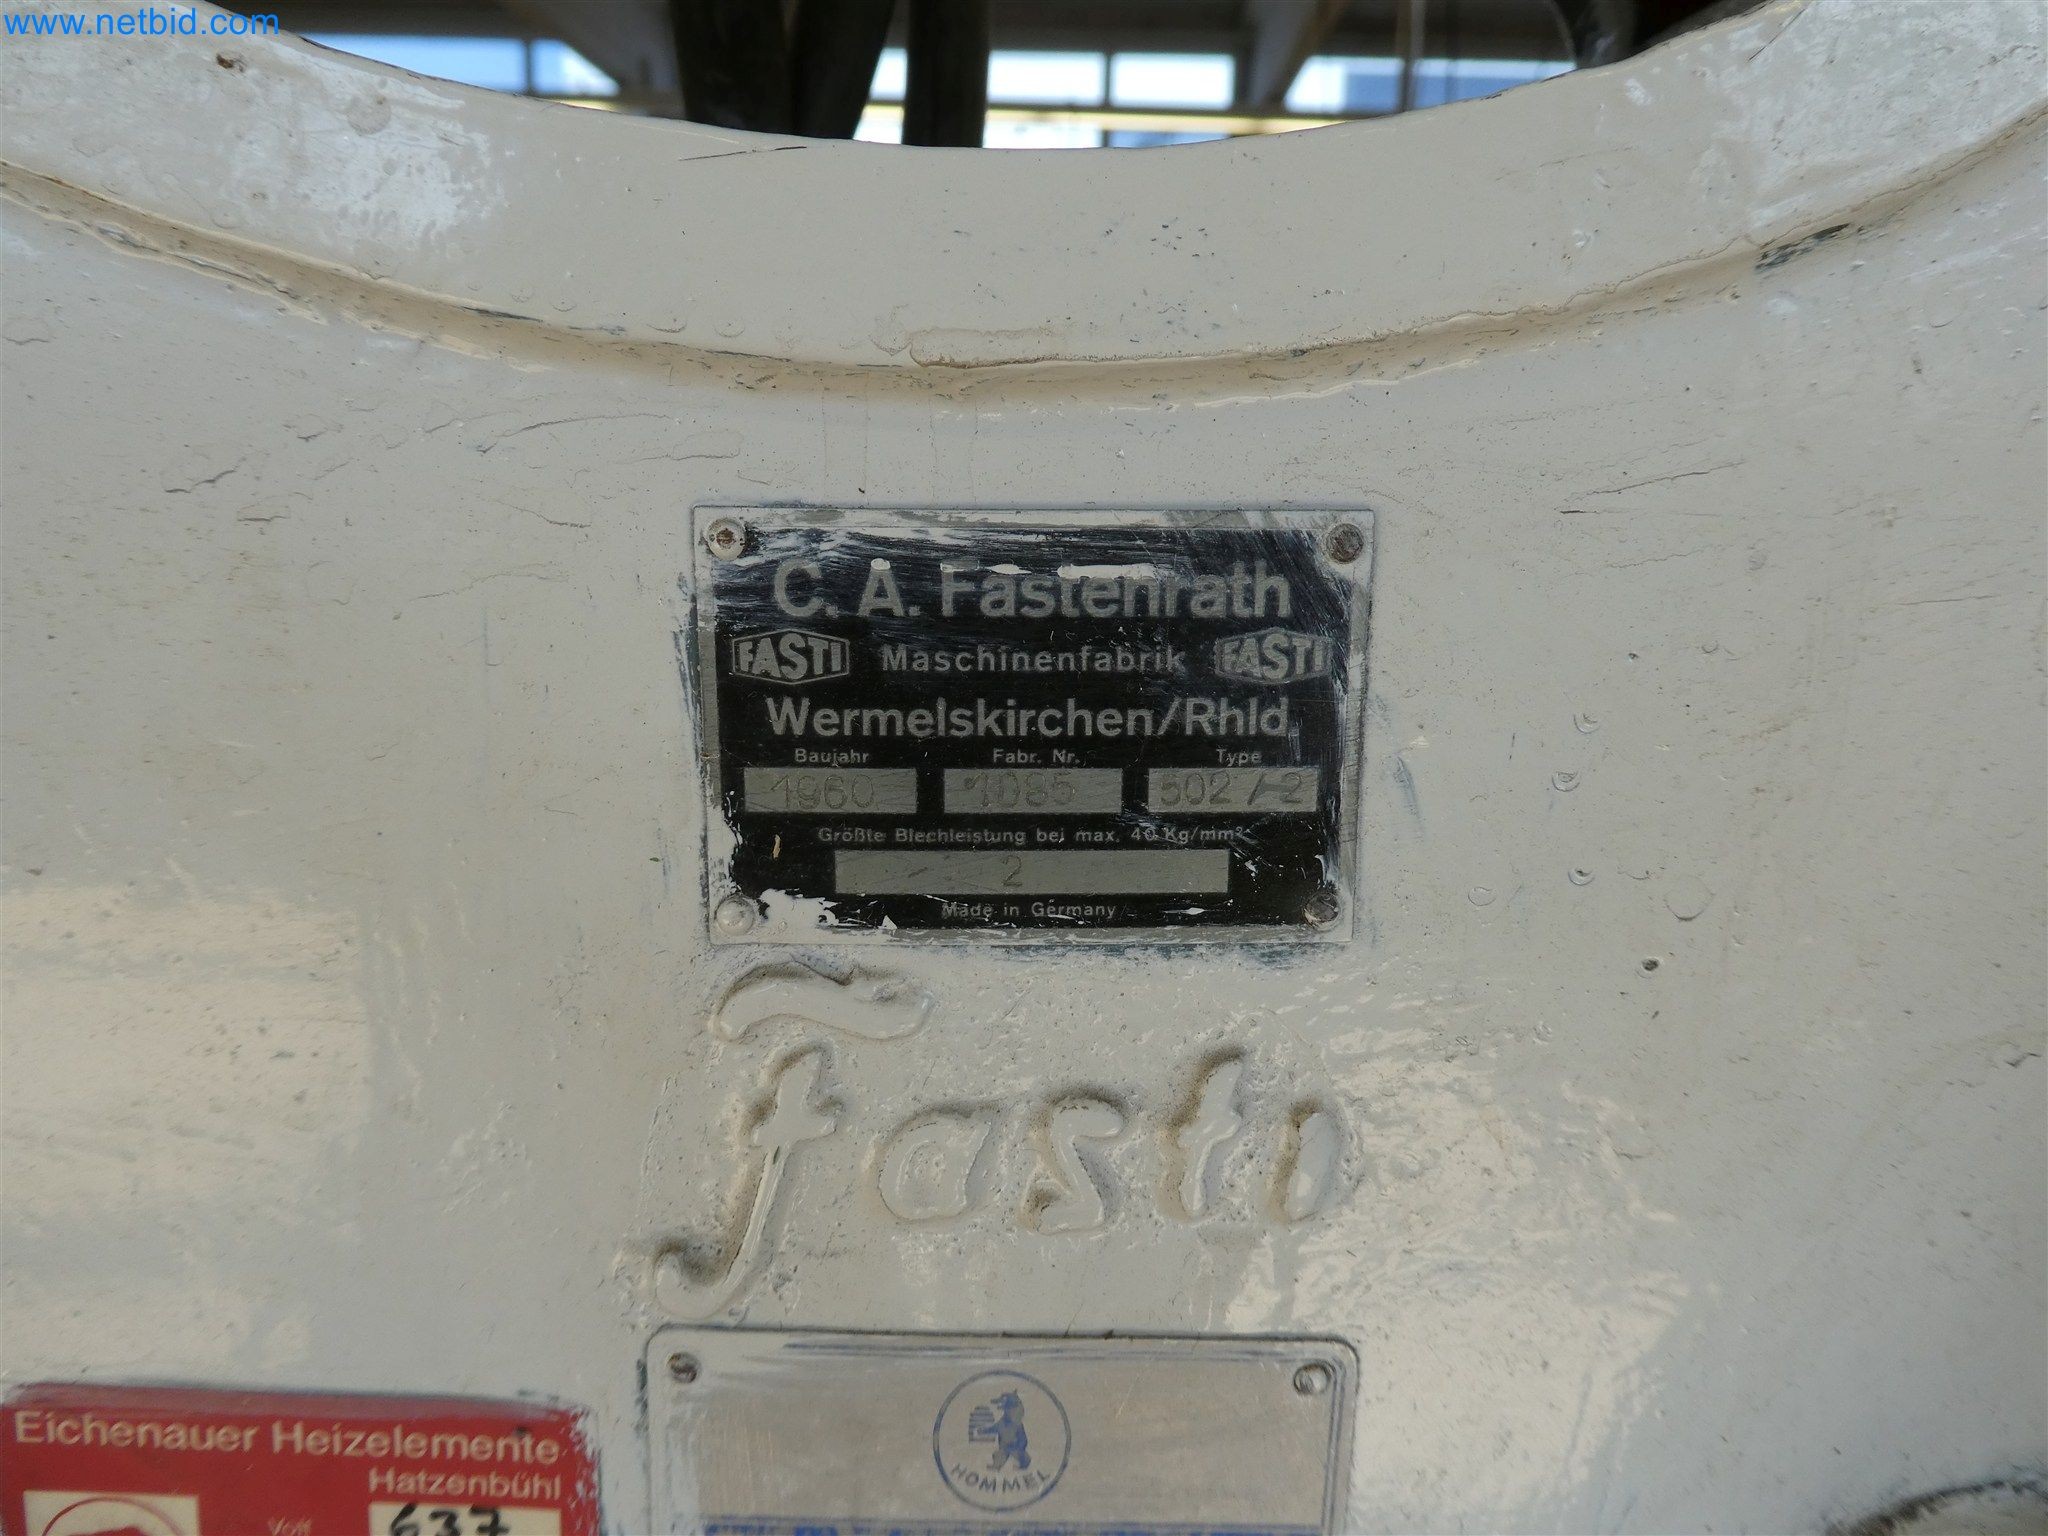 www.netbid.com
C. A. Fastenrath
FASTI Maschinenfabrik FASTI
Wermelskirchen/Rhld.
Baujahr Fabr. Nr. Type
1960 1085 502/2
Größte Blechleistung bei max. 40 Kg/mm²
2
Made in Germany
fasti
HOMMEL
Eichenauer Heizelemente
Hatzenbühl
Volt 637